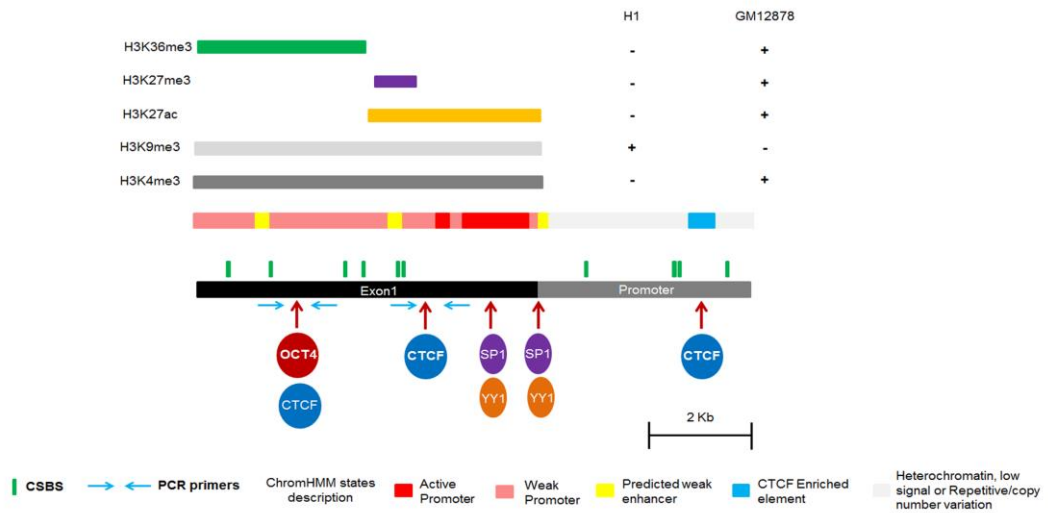 H1 GM12878
H3K36me3 - +
H3K27me3 - +
H3K27ac - +
H3K9me3 + -
H3K4me3 - +
Exon1 Promoter
OCT4 CTCF SP1 SP1 CTCF
CTCF YY1 YY1
2 Kb
CSBS PCR primers ChromHMM states description Active Promoter Weak Promoter Predicted weak enhancer CTCF Enriched element Heterochromatin, low signal or Repetitive/copy number variation